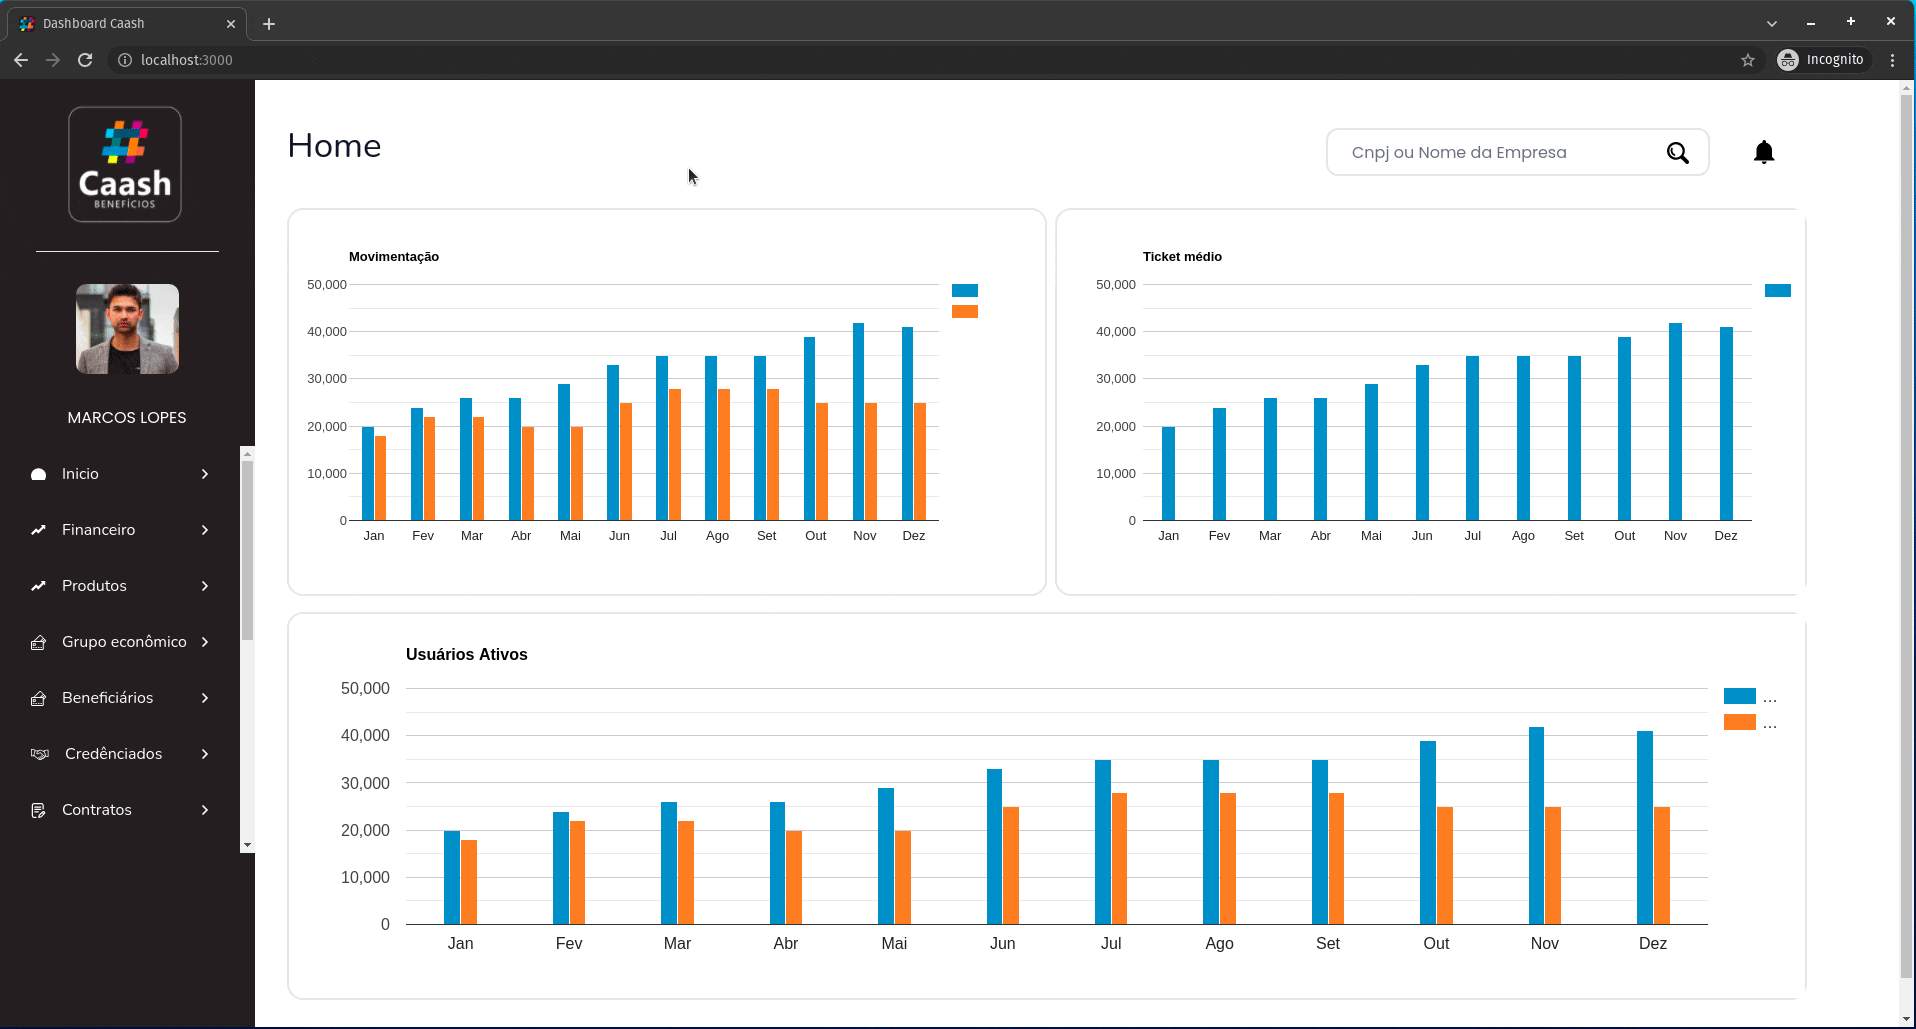 Dashboard Caash
localhost:3000
Incognito
Caash
BENEFÍCIOS
MARCOS LOPES
Inicio
Financeiro
Produtos
Grupo econômico
Beneficiários
Credênciados
Contratos
Home
Cnpj ou Nome da Empresa
Movimentação
50,000
40,000
30,000
20,000
10,000
0
Jan Fev Mar Abr Mai Jun Jul Ago Set Out Nov Dez
Ticket médio
50,000
40,000
30,000
20,000
10,000
0
Jan Fev Mar Abr Mai Jun Jul Ago Set Out Nov Dez
Usuários Ativos
50,000
40,000
30,000
20,000
10,000
0
Jan Fev Mar Abr Mai Jun Jul Ago Set Out Nov Dez
...
...